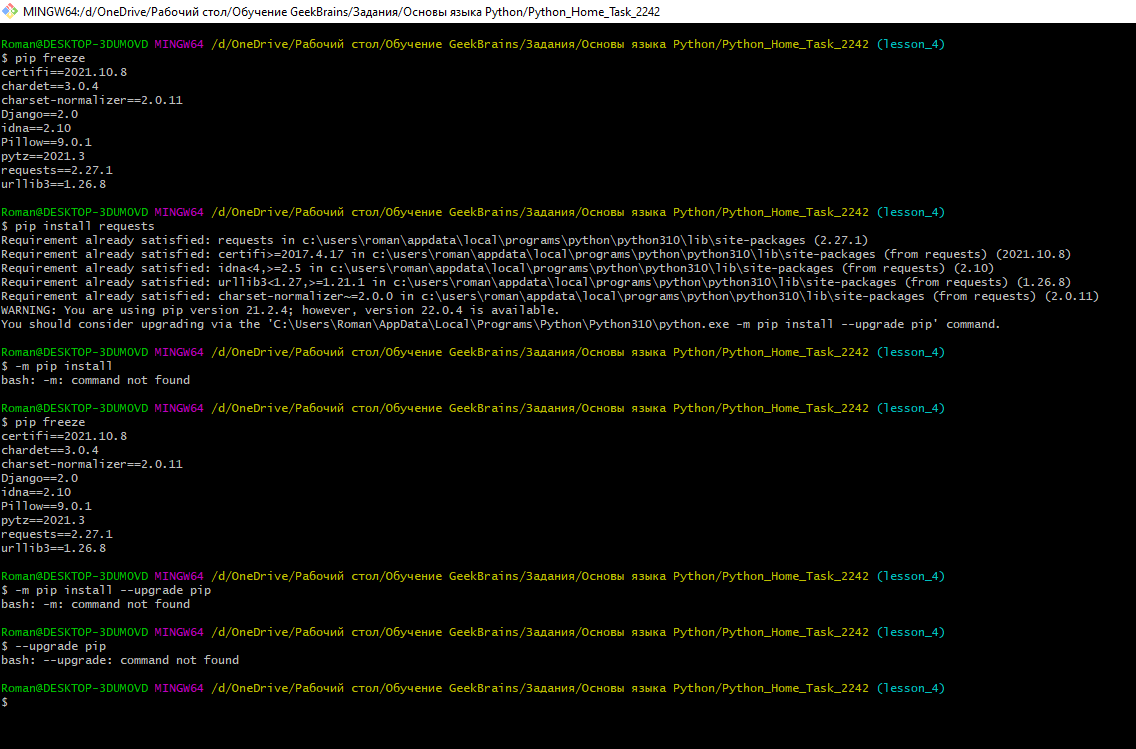 MINGW64:/d/OneDrive/Рабочий стол/Обучение GeekBrains/Задания/Основы языка Python/Python_Home_Task_2242
Roman@DESKTOP-3DUMOVD MINGW64 /d/OneDrive/Рабочий стол/Обучение GeekBrains/Задания/Основы языка Python/Python_Home_Task_2242 (lesson_4)
$ pip freeze
certifi==2021.10.8
chardet==3.0.4
charset-normalizer==2.0.11
Django==2.0
idna==2.10
Pillow==9.0.1
pytz==2021.3
requests==2.27.1
urllib3==1.26.8
Roman@DESKTOP-3DUMOVD MINGW64 /d/OneDrive/Рабочий стол/Обучение GeekBrains/Задания/Основы языка Python/Python_Home_Task_2242 (lesson_4)
$ pip install requests
Requirement already satisfied: requests in c:\users\roman\appdata\local\programs\python\python310\lib\site-packages (2.27.1)
Requirement already satisfied: certifi>=2017.4.17 in c:\users\roman\appdata\local\programs\python\python310\lib\site-packages (from requests) (2021.10.8)
Requirement already satisfied: idna<4,>=2.5 in c:\users\roman\appdata\local\programs\python\python310\lib\site-packages (from requests) (2.10)
Requirement already satisfied: urllib3<1.27,>=1.21.1 in c:\users\roman\appdata\local\programs\python\python310\lib\site-packages (from requests) (1.26.8)
Requirement already satisfied: charset-normalizer~=2.0.0 in c:\users\roman\appdata\local\programs\python\python310\lib\site-packages (from requests) (2.0.11)
WARNING: You are using pip version 21.2.4; however, version 22.0.4 is available.
You should consider upgrading via the 'C:\Users\Roman\AppData\Local\Programs\Python\Python310\python.exe -m pip install --upgrade pip' command.
Roman@DESKTOP-3DUMOVD MINGW64 /d/OneDrive/Рабочий стол/Обучение GeekBrains/Задания/Основы языка Python/Python_Home_Task_2242 (lesson_4)
$ -m pip install
bash: -m: command not found
Roman@DESKTOP-3DUMOVD MINGW64 /d/OneDrive/Рабочий стол/Обучение GeekBrains/Задания/Основы языка Python/Python_Home_Task_2242 (lesson_4)
$ pip freeze
certifi==2021.10.8
chardet==3.0.4
charset-normalizer==2.0.11
Django==2.0
idna==2.10
Pillow==9.0.1
pytz==2021.3
requests==2.27.1
urllib3==1.26.8
Roman@DESKTOP-3DUMOVD MINGW64 /d/OneDrive/Рабочий стол/Обучение GeekBrains/Задания/Основы языка Python/Python_Home_Task_2242 (lesson_4)
$ -m pip install --upgrade pip
bash: -m: command not found
Roman@DESKTOP-3DUMOVD MINGW64 /d/OneDrive/Рабочий стол/Обучение GeekBrains/Задания/Основы языка Python/Python_Home_Task_2242 (lesson_4)
$ --upgrade pip
bash: --upgrade: command not found
Roman@DESKTOP-3DUMOVD MINGW64 /d/OneDrive/Рабочий стол/Обучение GeekBrains/Задания/Основы языка Python/Python_Home_Task_2242 (lesson_4)
$